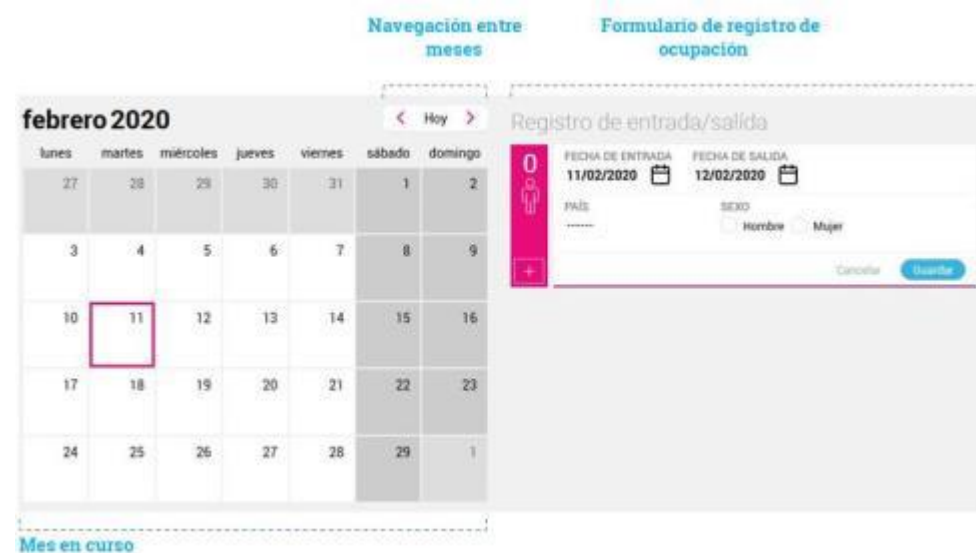 Navegación entre
meses
Formulario de registro de
ocupación
febrero 2020
Hoy
lunes martes miércoles jueves viernes sábado domingo
27 28 29 30 31 1 2
3 4 5 6 7 8 9
10 11 12 13 14 15 16
17 18 19 20 21 22 23
24 25 26 27 28 29 1
Registro de entrada/salida
0
FECHA DE ENTRADA FECHA DE SALIDA
11/02/2020 12/02/2020
PAÍS SEXO
------ Hombre Mujer
+
Cancelar Guardar
Mes en curso